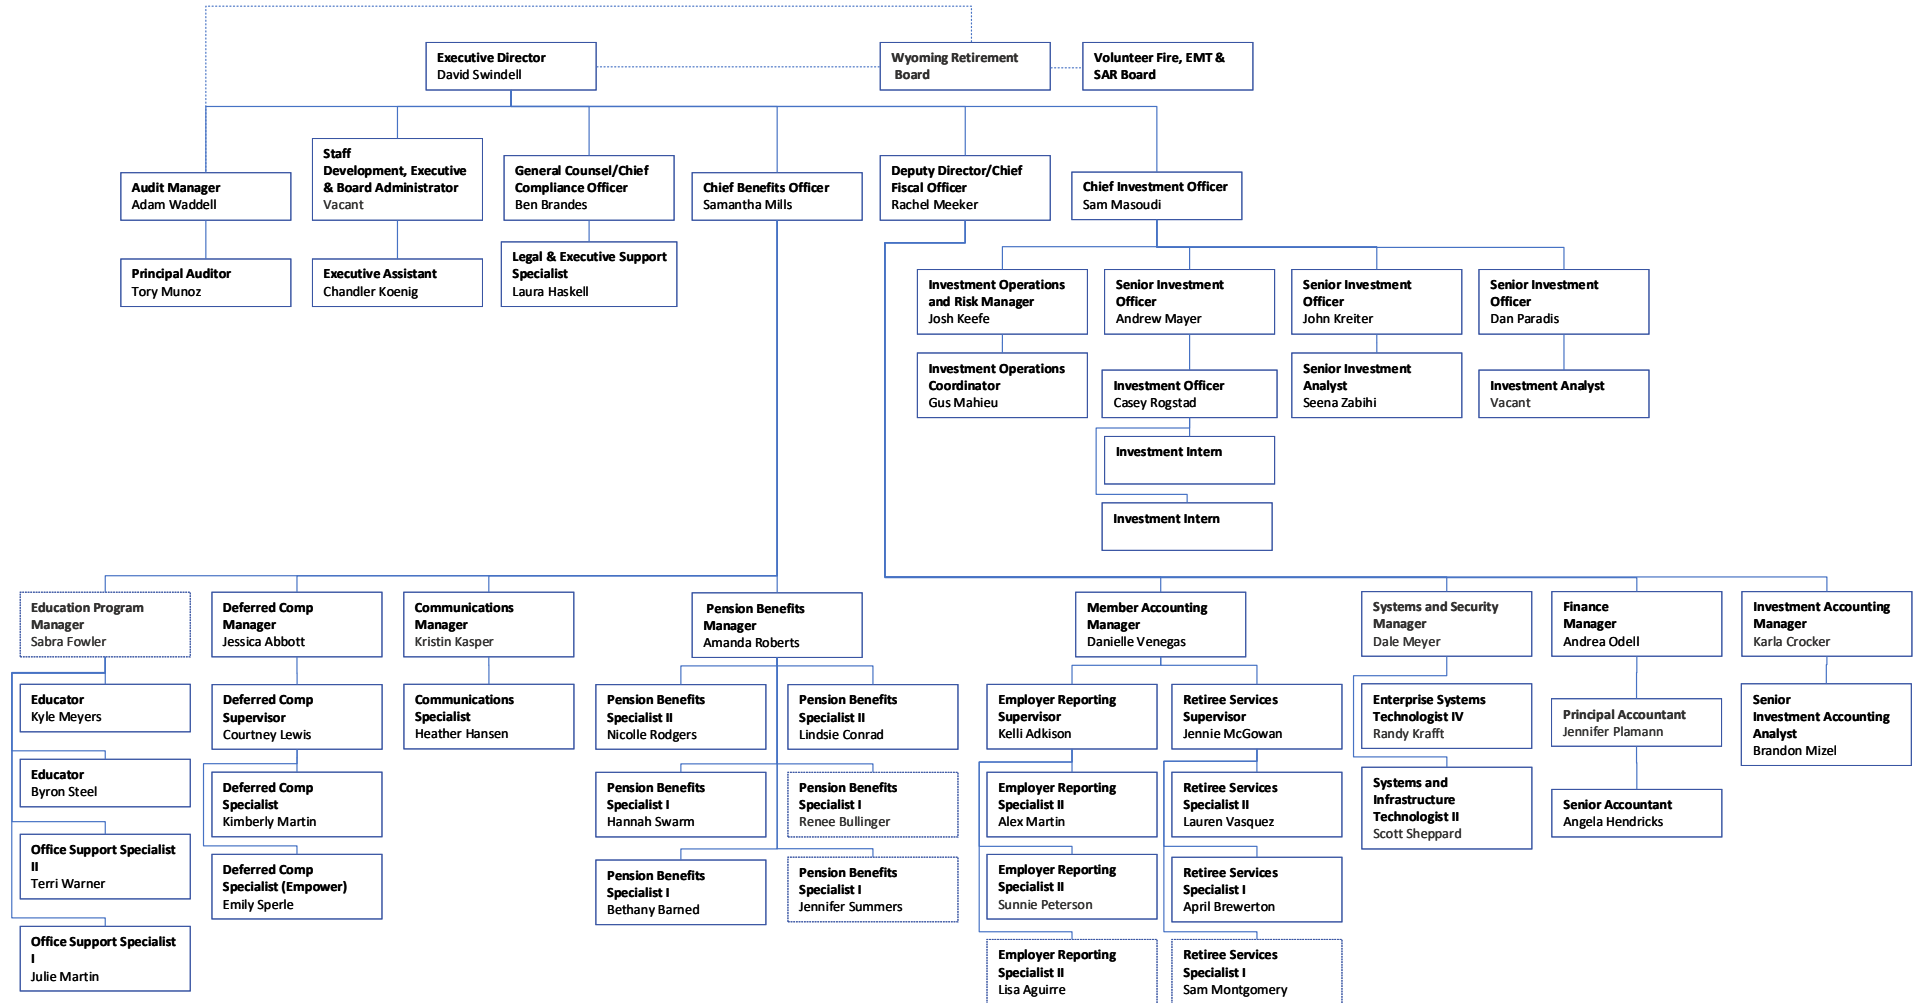 Executive Director
David Swindell
Wyoming Retirement
Board
Volunteer Fire, EMT &
SAR Board
Audit Manager
Adam Waddell
Staff
Development, Executive
& Board Administrator
Vacant
General Counsel/Chief
Compliance Officer
Ben Brandes
Chief Benefits Officer
Samantha Mills
Deputy Director/Chief
Fiscal Officer
Rachel Meeker
Chief Investment Officer
Sam Masoudi
Principal Auditor
Tory Munoz
Executive Assistant
Chandler Koenig
Legal & Executive Support
Specialist
Laura Haskell
Investment Operations
and Risk Manager
Josh Keefe
Senior Investment
Officer
Andrew Mayer
Senior Investment
Officer
John Kreiter
Senior Investment
Officer
Dan Paradis
Investment Operations
Coordinator
Gus Mahieu
Investment Officer
Casey Rogstad
Senior Investment
Analyst
Seena Zabihi
Investment Analyst
Vacant
Investment Intern
Investment Intern
Education Program
Manager
Sabra Fowler
Deferred Comp
Manager
Jessica Abbott
Communications
Manager
Kristin Kasper
Pension Benefits
Manager
Amanda Roberts
Member Accounting
Manager
Danielle Venegas
Systems and Security
Manager
Dale Meyer
Finance
Manager
Andrea Odell
Investment Accounting
Manager
Karla Crocker
Educator
Kyle Meyers
Deferred Comp
Supervisor
Courtney Lewis
Communications
Specialist
Heather Hansen
Pension Benefits
Specialist II
Nicolle Rodgers
Pension Benefits
Specialist II
Lindsie Conrad
Employer Reporting
Supervisor
Kelli Adkison
Retiree Services
Supervisor
Jennie McGowan
Enterprise Systems
Technologist IV
Randy Krafft
Principal Accountant
Jennifer Plamann
Senior
Investment Accounting
Analyst
Brandon Mizel
Educator
Byron Steel
Deferred Comp
Specialist
Kimberly Martin
Pension Benefits
Specialist I
Hannah Swarm
Pension Benefits
Specialist I
Renee Bullinger
Employer Reporting
Specialist II
Alex Martin
Retiree Services
Specialist II
Lauren Vasquez
Systems and
Infrastructure
Technologist II
Scott Sheppard
Senior Accountant
Angela Hendricks
Office Support Specialist
II
Terri Warner
Deferred Comp
Specialist (Empower)
Emily Sperle
Pension Benefits
Specialist I
Bethany Barned
Pension Benefits
Specialist I
Jennifer Summers
Employer Reporting
Specialist II
Sunnie Peterson
Retiree Services
Specialist I
April Brewerton
Office Support Specialist
I
Julie Martin
Employer Reporting
Specialist II
Lisa Aguirre
Retiree Services
Specialist I
Sam Montgomery